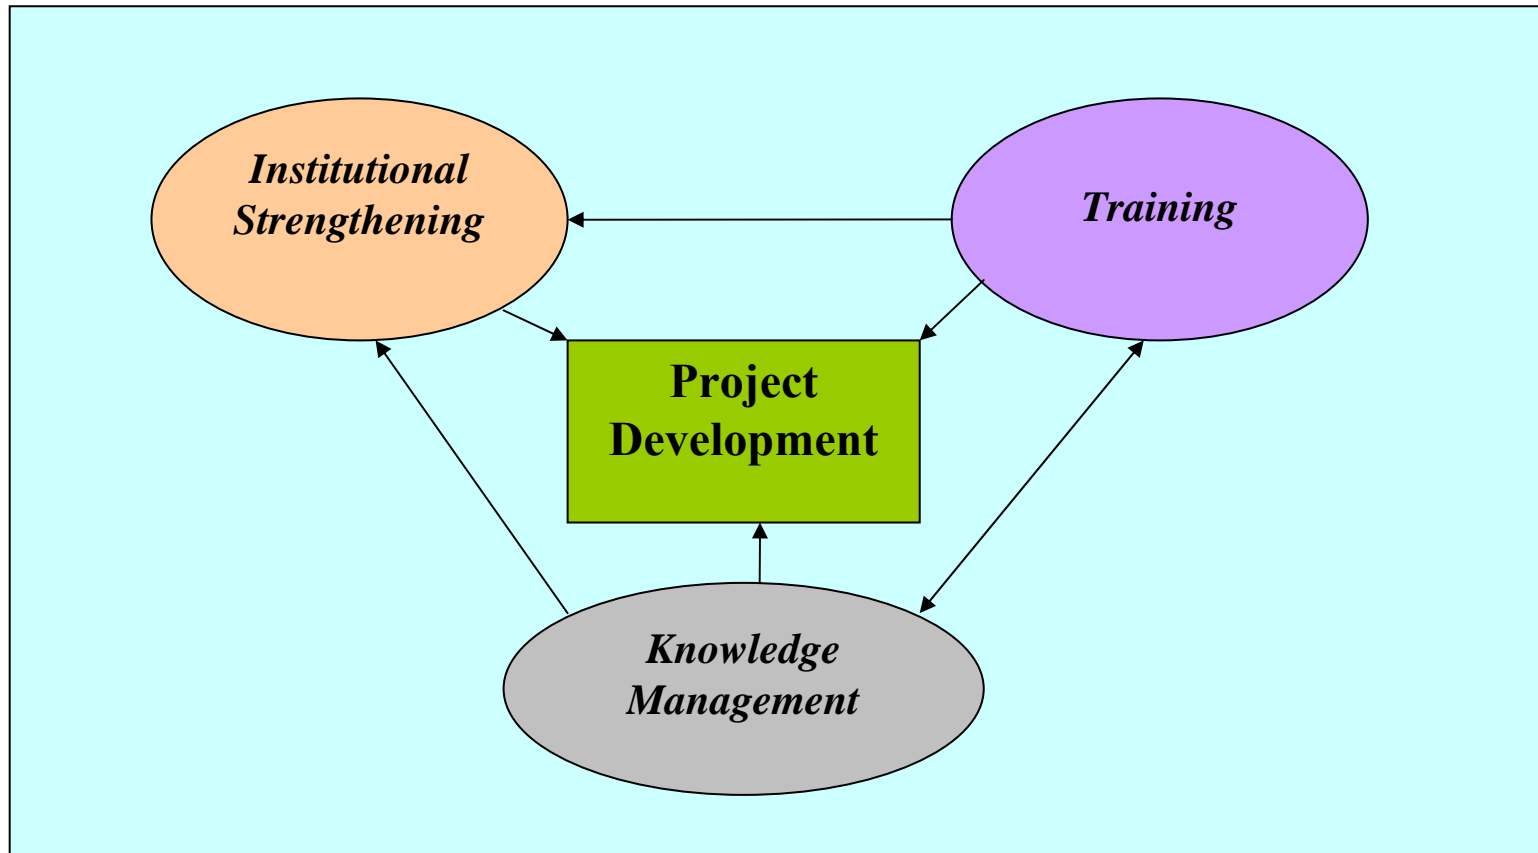 Institutional
Strengthening
Training
Project
Development
Knowledge
Management